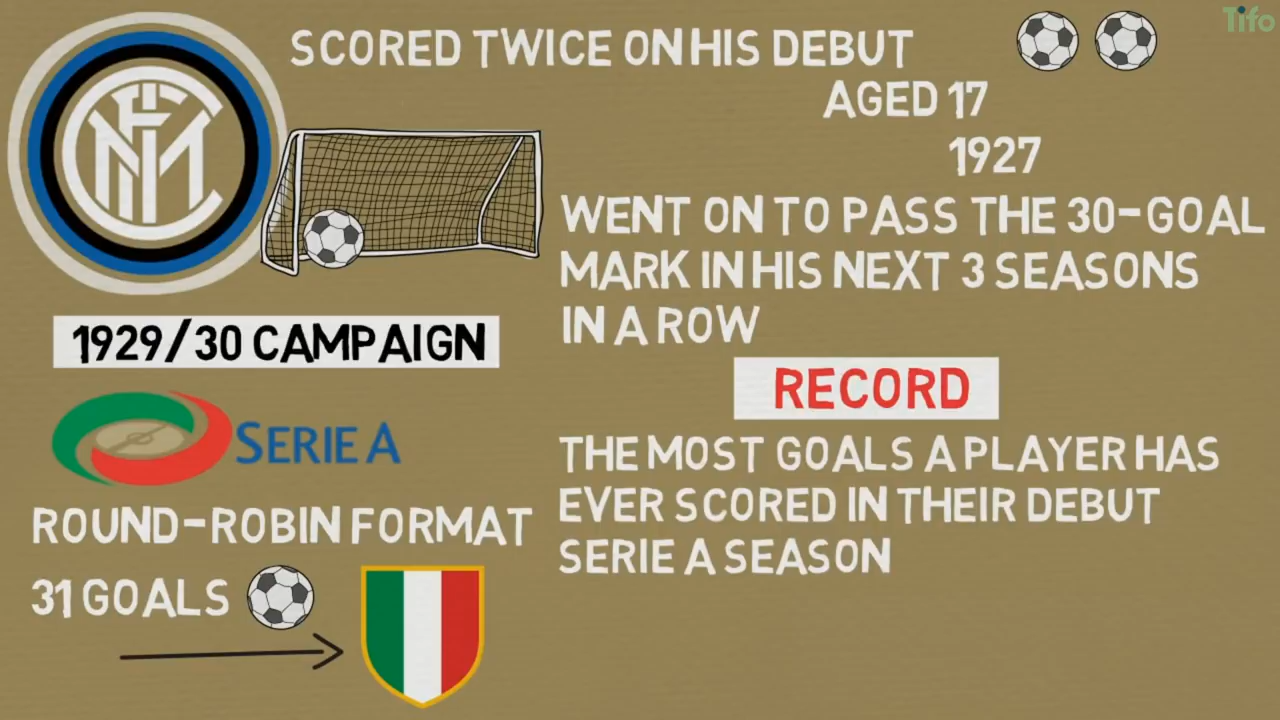 Tifo
SCORED TWICE ON HIS DEBUT
AGED 17
1927
WENT ON TO PASS THE 30-GOAL
MARK IN HIS NEXT 3 SEASONS
IN A ROW
1929/30 CAMPAIGN
SERIE A
ROUND-ROBIN FORMAT
31 GOALS
RECORD
THE MOST GOALS A PLAYER HAS
EVER SCORED IN THEIR DEBUT
SERIE A SEASON